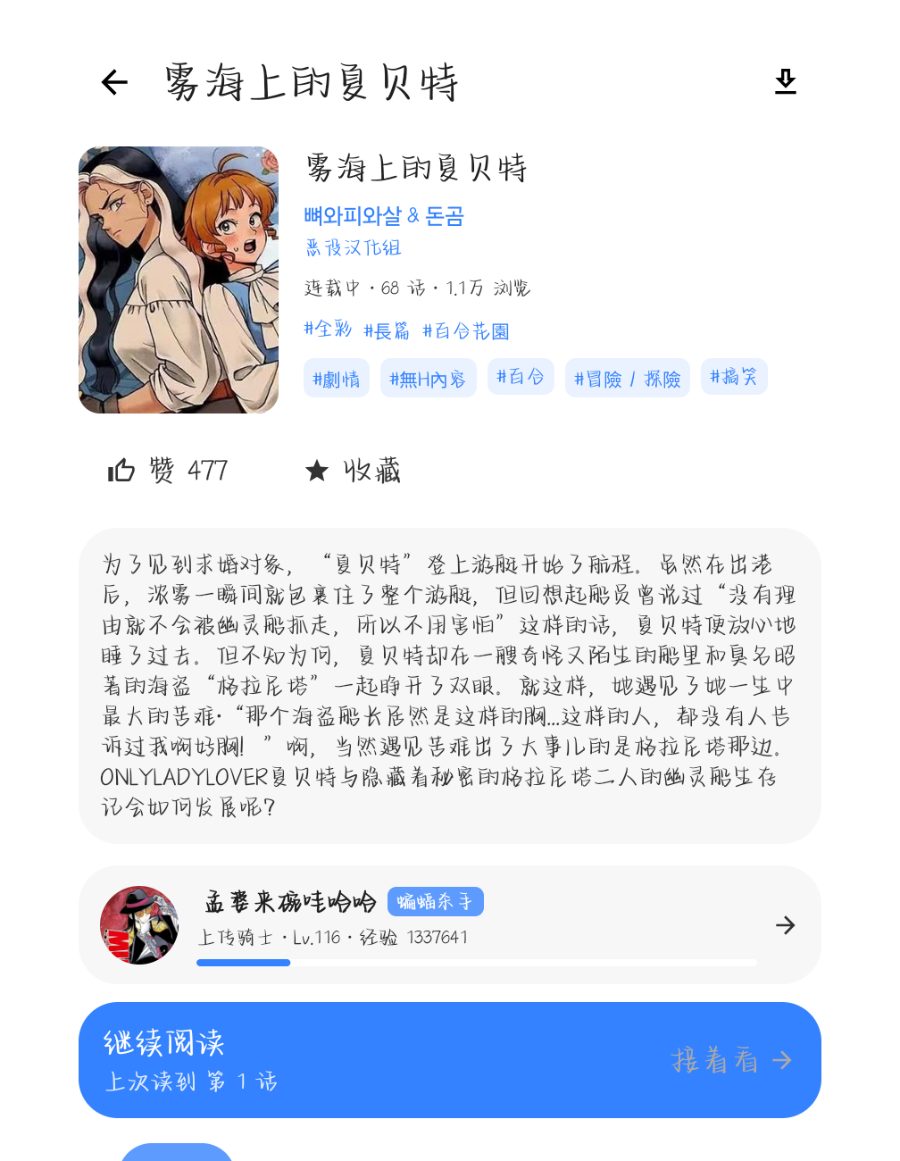 雾海上的夏贝特
雾海上的夏贝特
뼈와피와살 & 돈곰
恶役汉化组
连载中·68 话·1.1万 浏览
#全彩 #長篇 #百合花園
#劇情 #無H內容 #百合 #冒險 / 探險 #搞笑
赞 477 收藏
为了见到求婚对象，“夏贝特”登上游艇开始了航程。虽然在出港
后，浓雾一瞬间就包裹住了整个游艇，但回想起船员曾说过“没有理
由就不会被幽灵船抓走，所以不用害怕”这样的话，夏贝特便放心地
睡了过去。但不知为何，夏贝特却在一艘奇怪又陌生的船里和臭名昭
著的海盗“格拉尼塔”一起睁开了双眼。就这样，她遇见了她一生中
最大的苦难·“那个海盗船长居然是这样的胸...这样的人，都没有人告
诉过我啊好胸！”啊，当然遇见苦难出了大事儿的是格拉尼塔那边。
ONLYLADYLOVER夏贝特与隐藏着秘密的格拉尼塔二人的幽灵船生存
记会如何发展呢？
蝙蝠杀手
上传骑士·Lv.116·经验 1337641
继续阅读
上次读到 第 1 话
接着看